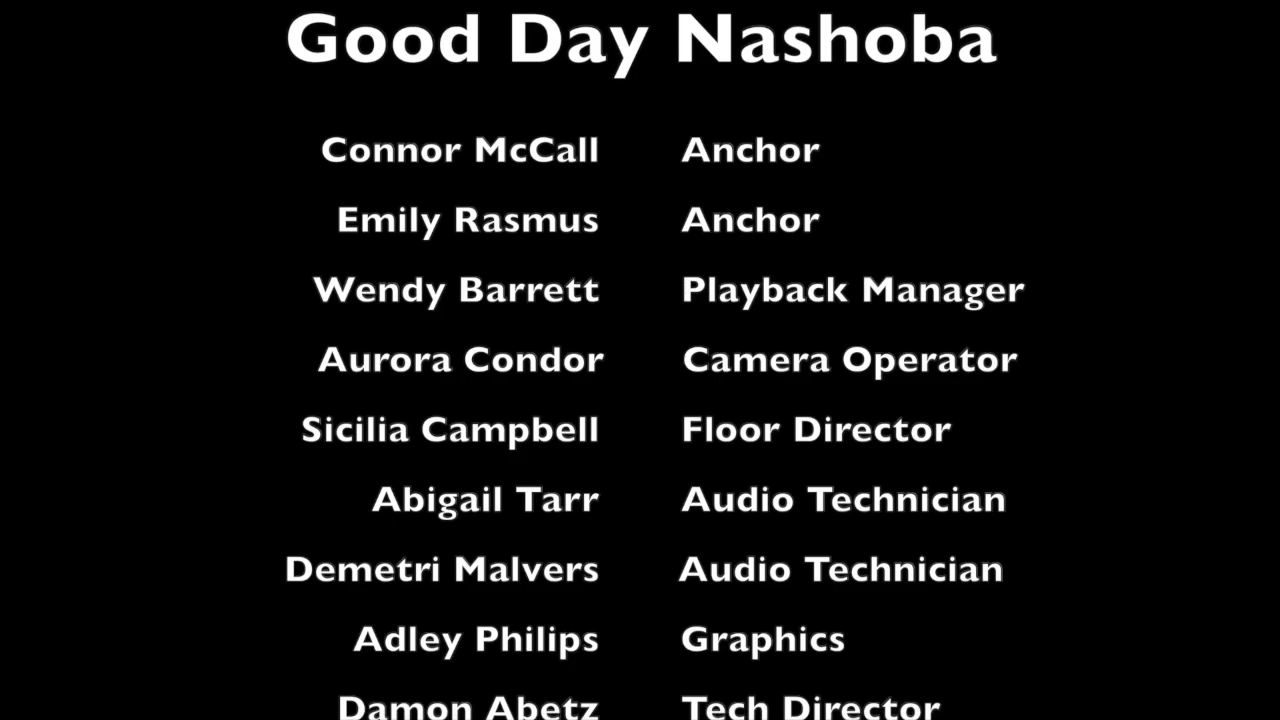 Good Day Nashoba
Connor McCall Anchor
Emily Rasmus Anchor
Wendy Barrett Playback Manager
Aurora Condor Camera Operator
Sicilia Campbell Floor Director
Abigail Tarr Audio Technician
Demetri Malvers Audio Technician
Adley Philips Graphics
Damon Abetz Tech Director